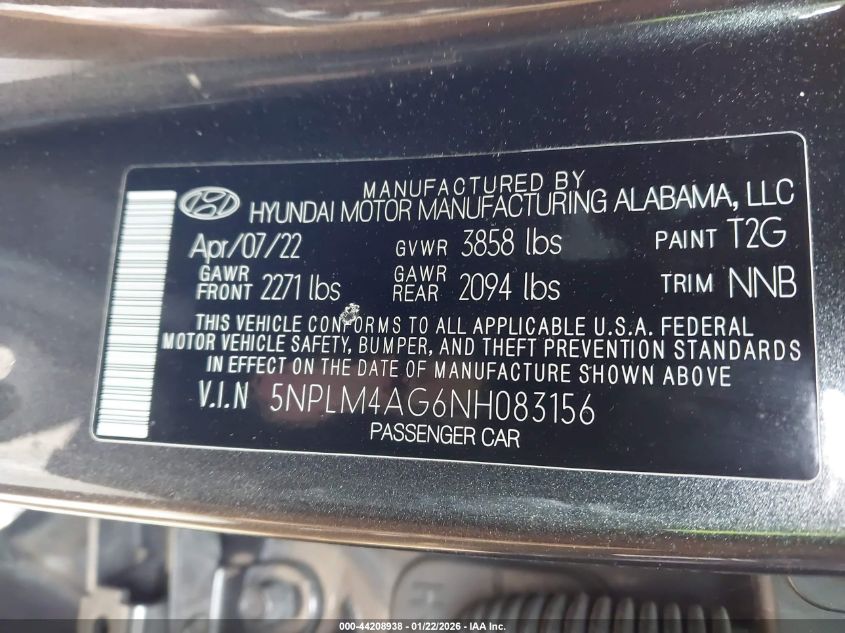 MANUFACTURED BY
HYUNDAI MOTOR MANUFACTURING ALABAMA, LLC
Apr/07/22 GVWR 3858 lbs PAINT T2G
GAWR FRONT 2271 lbs GAWR REAR 2094 lbs TRIM NNB
THIS VEHICLE CONFORMS TO ALL APPLICABLE U.S.A. FEDERAL
MOTOR VEHICLE SAFETY, BUMPER, AND THEFT PREVENTION STANDARDS
IN EFFECT ON THE DATE OF MANUFACTURE SHOWN ABOVE
V.I.N 5NPLM4AG6NH083156
PASSENGER CAR
000-44208938 - 01/22/2026 - IAA Inc.